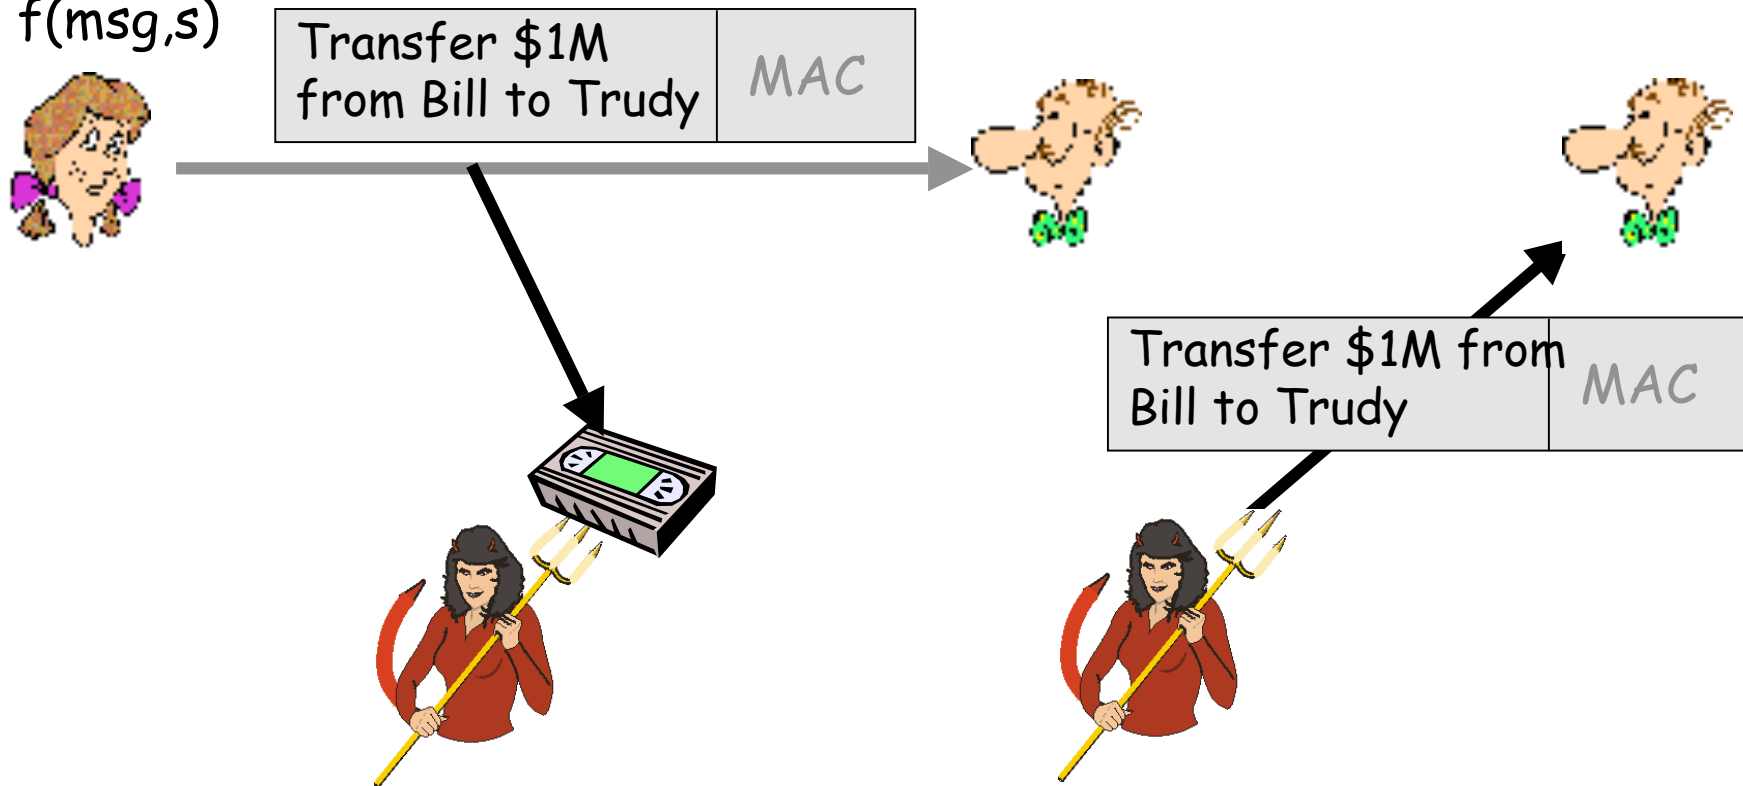 f(msg,s)
Transfer $1M
from Bill to Trudy
MAC
Transfer $1M from
Bill to Trudy
MAC